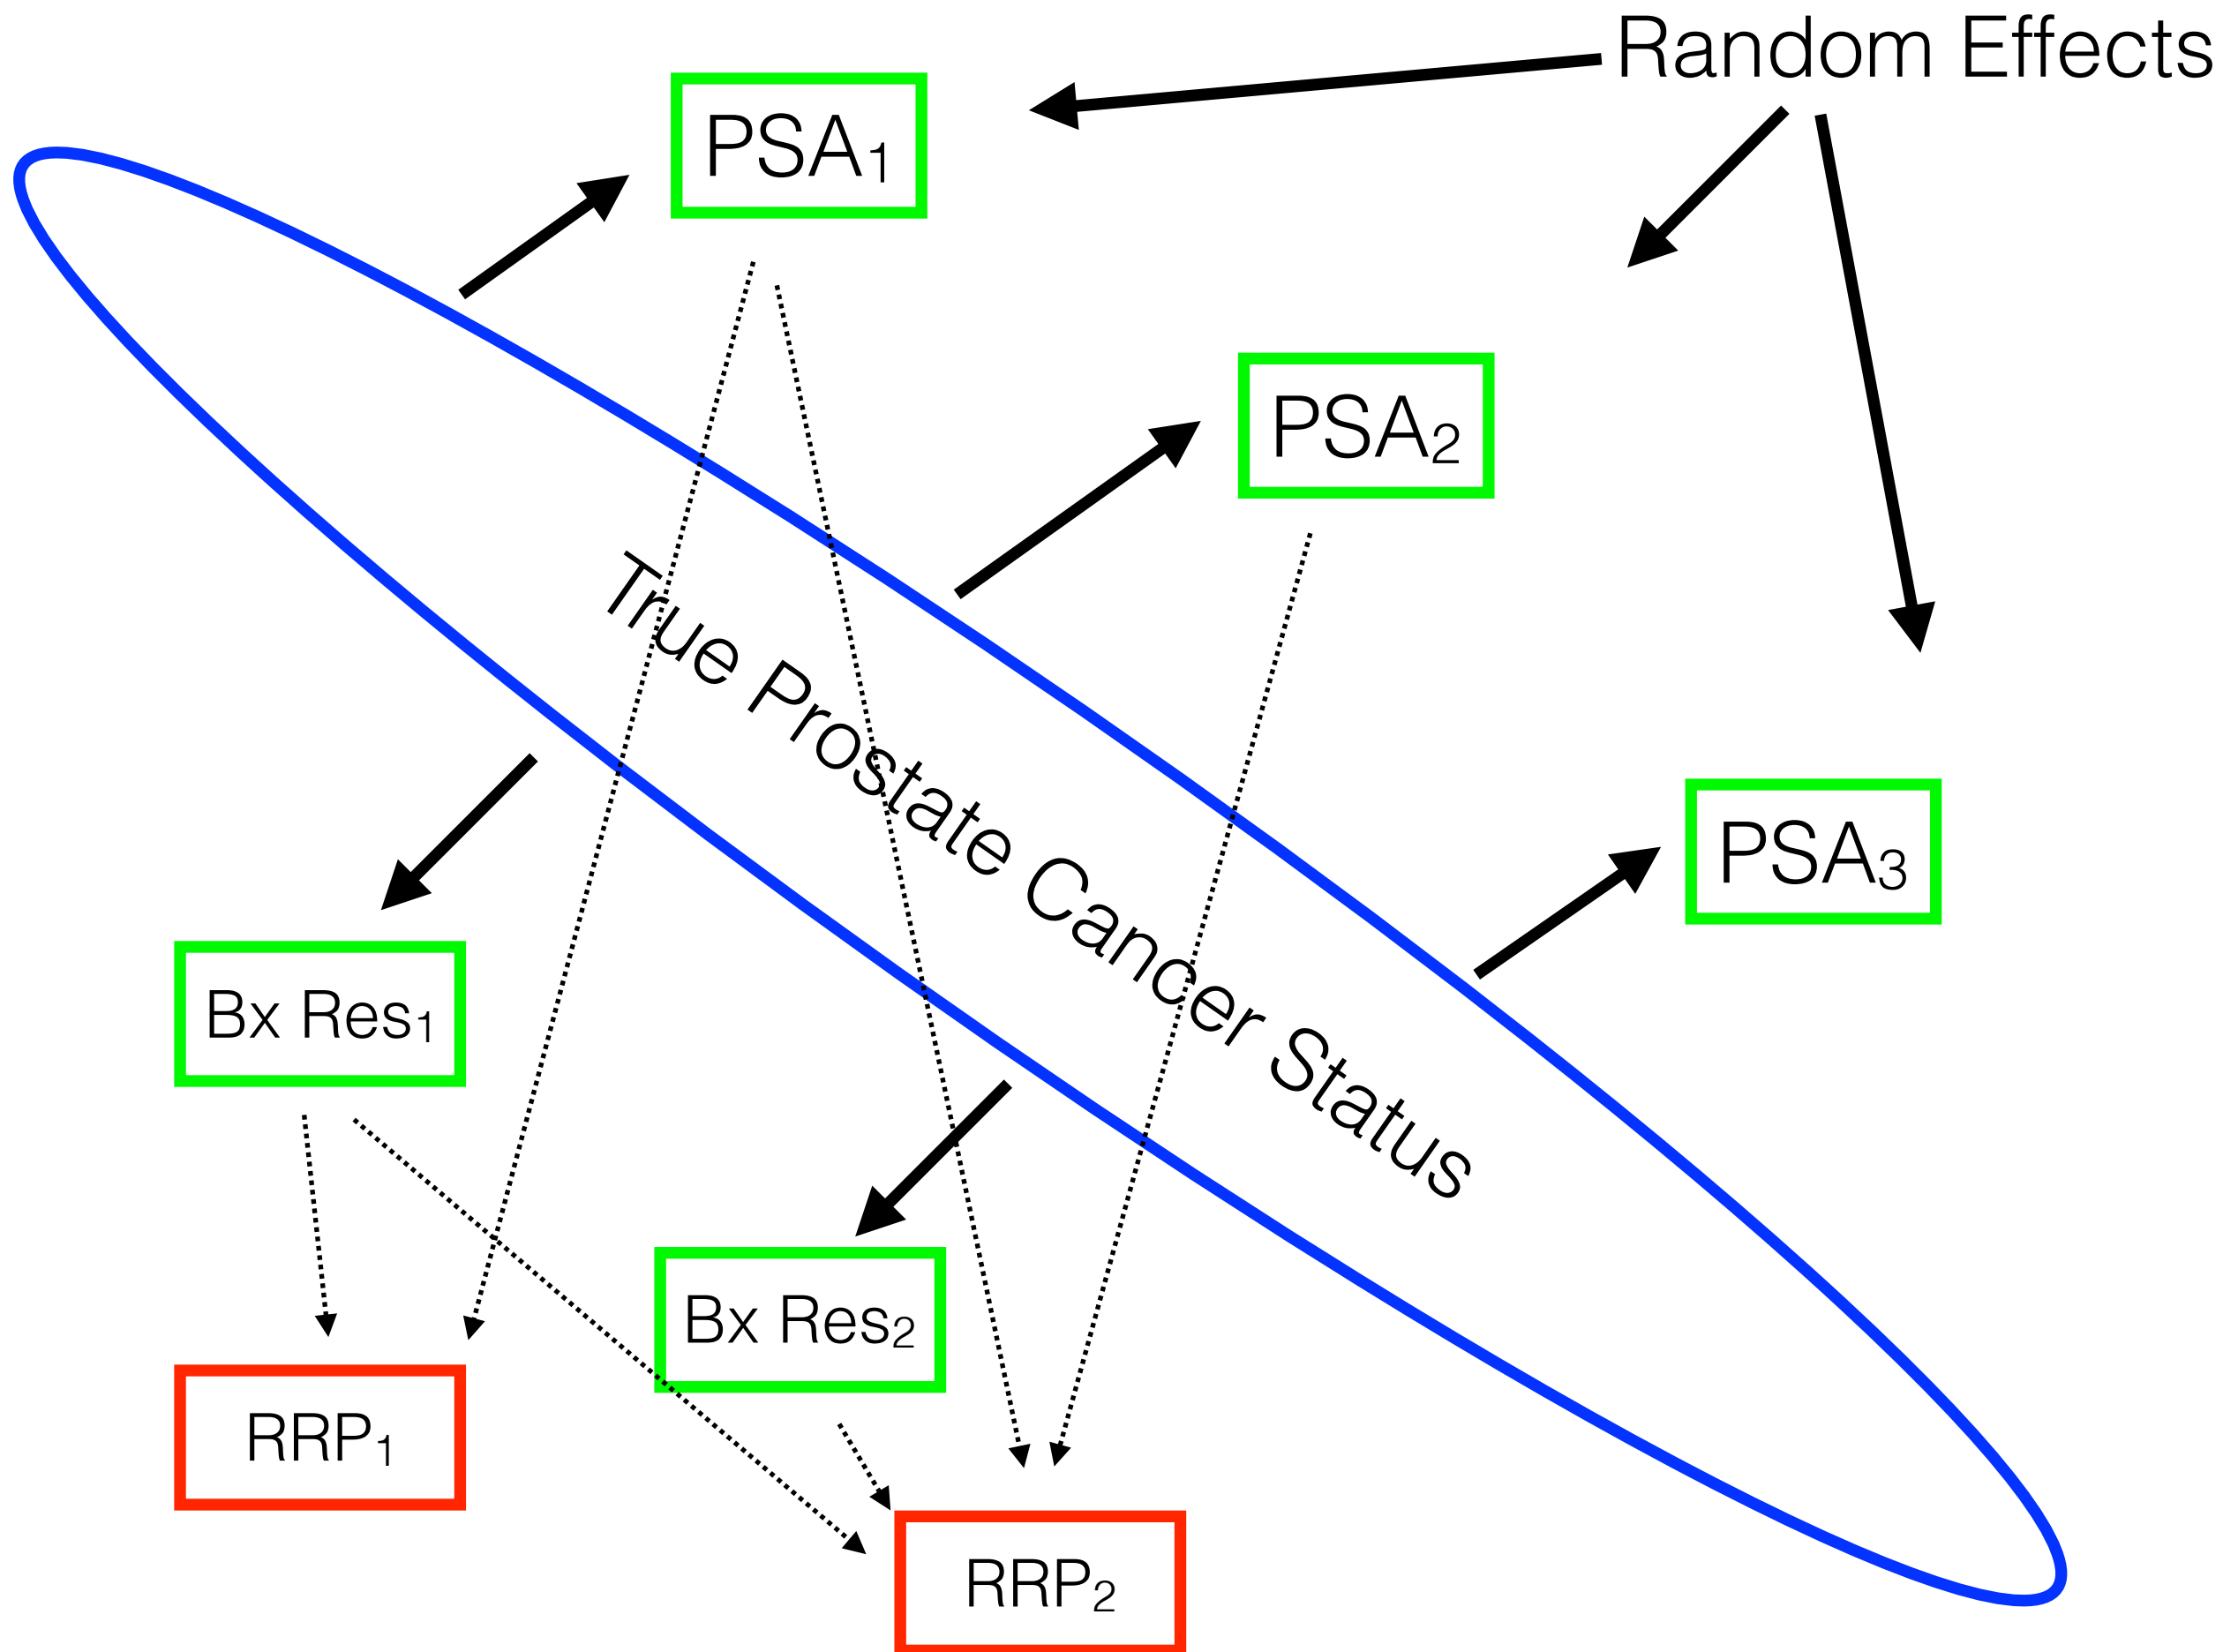 Random Effects
PSA1
PSA2
True Prostate Cancer Status
PSA3
Bx Res1
Bx Res2
RRP1
RRP2